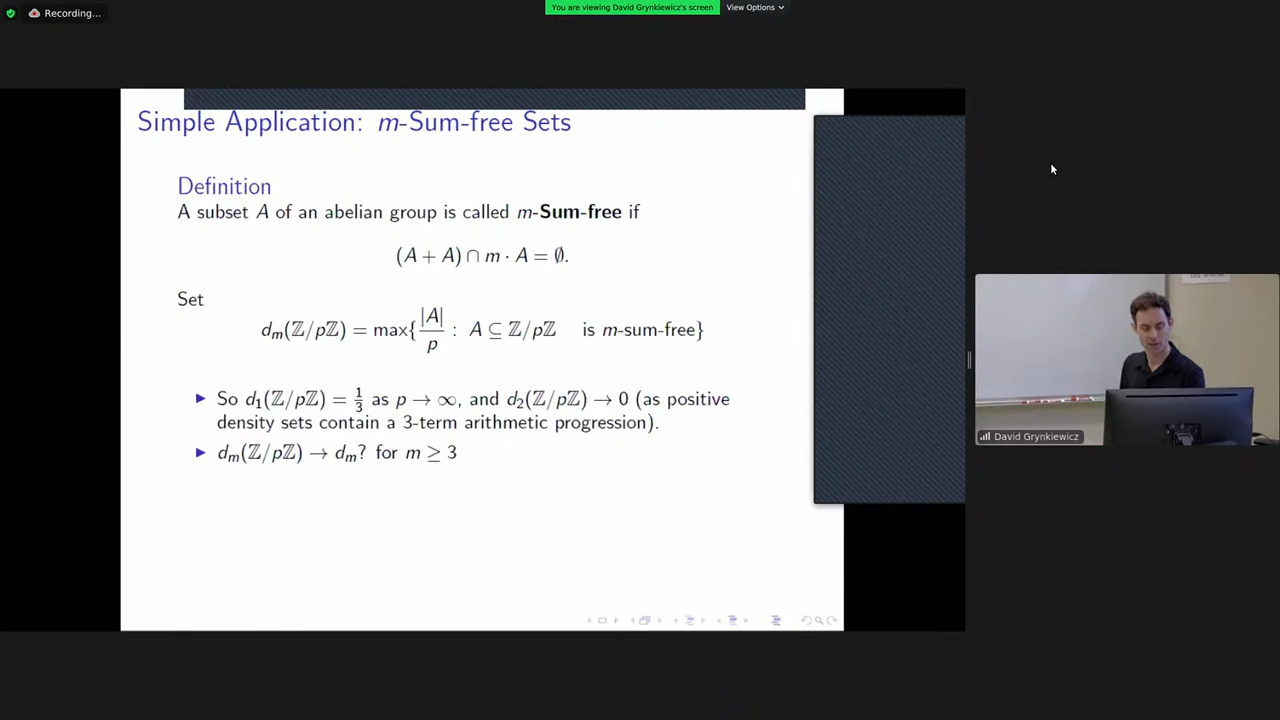 Recording...
You are viewing David Grynkiewicz's screen
View Options
Simple Application: m-Sum-free Sets
Definition
A subset A of an abelian group is called m-Sum-free if
(A + A) ∩ m · A = ∅.
Set
d_m(ℤ/pℤ) = max{|A|/p : A ⊆ ℤ/pℤ is m-sum-free}
▶ So d_1(ℤ/pℤ) = 1/3 as p → ∞, and d_2(ℤ/pℤ) → 0 (as positive
density sets contain a 3-term arithmetic progression).
▶ d_m(ℤ/pℤ) → d_m? for m ≥ 3
David Grynkiewicz